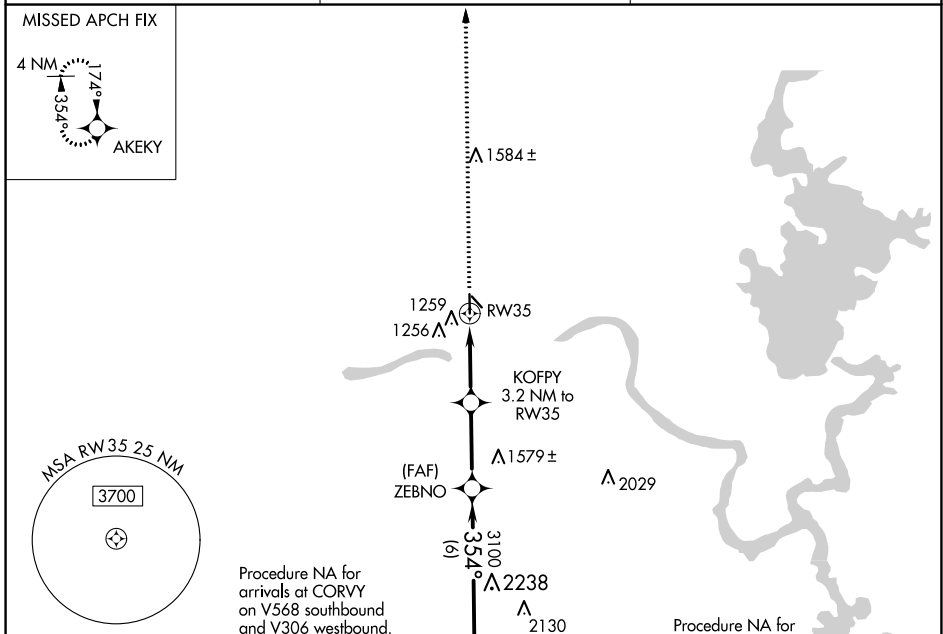 MISSED APCH FIX
4 NM
174°
354°
AKEKY
1584 ±
1259
RW35
1256
KOFPY
3.2 NM to
RW35
MSA RW35 25 NM
3700
1579 ±
(FAF)
ZEBNO
2029
3100
354°
(6)
2238
2130
Procedure NA for
arrivals at CORVY
on V568 southbound
and V306 westbound.
Procedure NA for